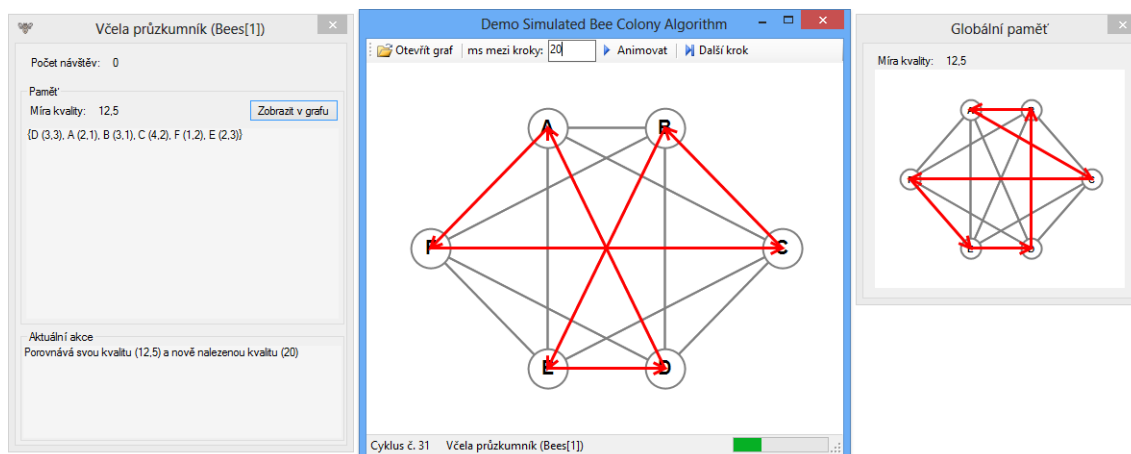 Včela průzkumník (Bees[1])
Počet návštěv: 0
Paměť
Míra kvality: 12,5
Zobrazit v grafu
{D (3,3), A (2,1), B (3,1), C (4,2), F (1,2), E (2,3)}
Aktuální akce
Porovnává svou kvalitu (12,5) a nově nalezenou kvalitu (20)
Demo Simulated Bee Colony Algorithm
Otevřít graf
ms mezi kroky: 20
Animovat
Další krok
A
B
F
C
E
D
Cyklus č. 31
Včela průzkumník (Bees[1])
Globální paměť
Míra kvality: 12,5